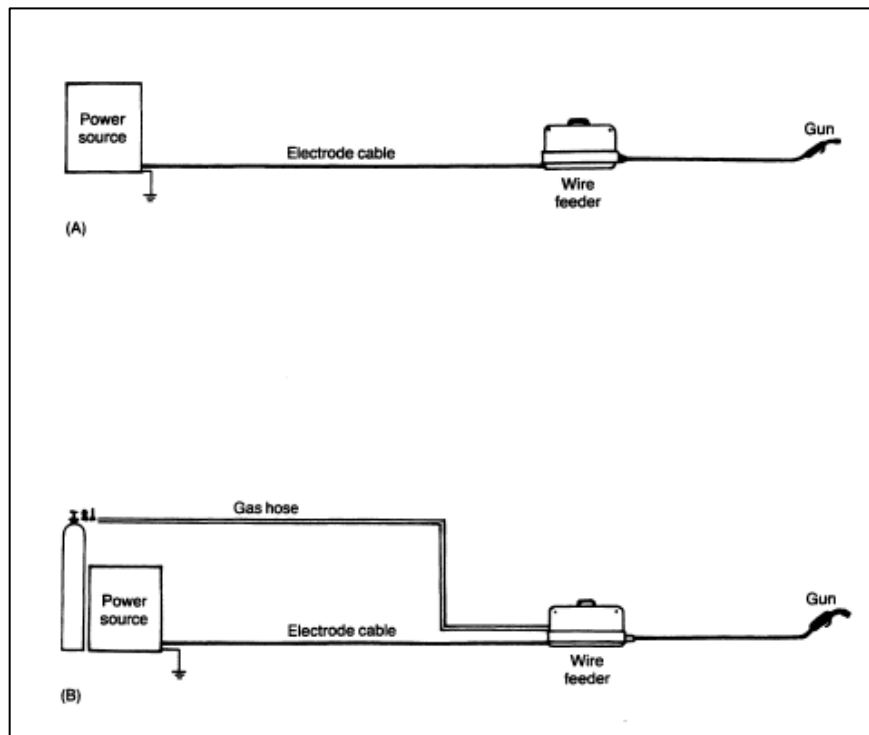 Power
source
Electrode cable
Wire
feeder
Gun
(A)
Gas hose
Power
source
Electrode cable
Wire
feeder
Gun
(B)